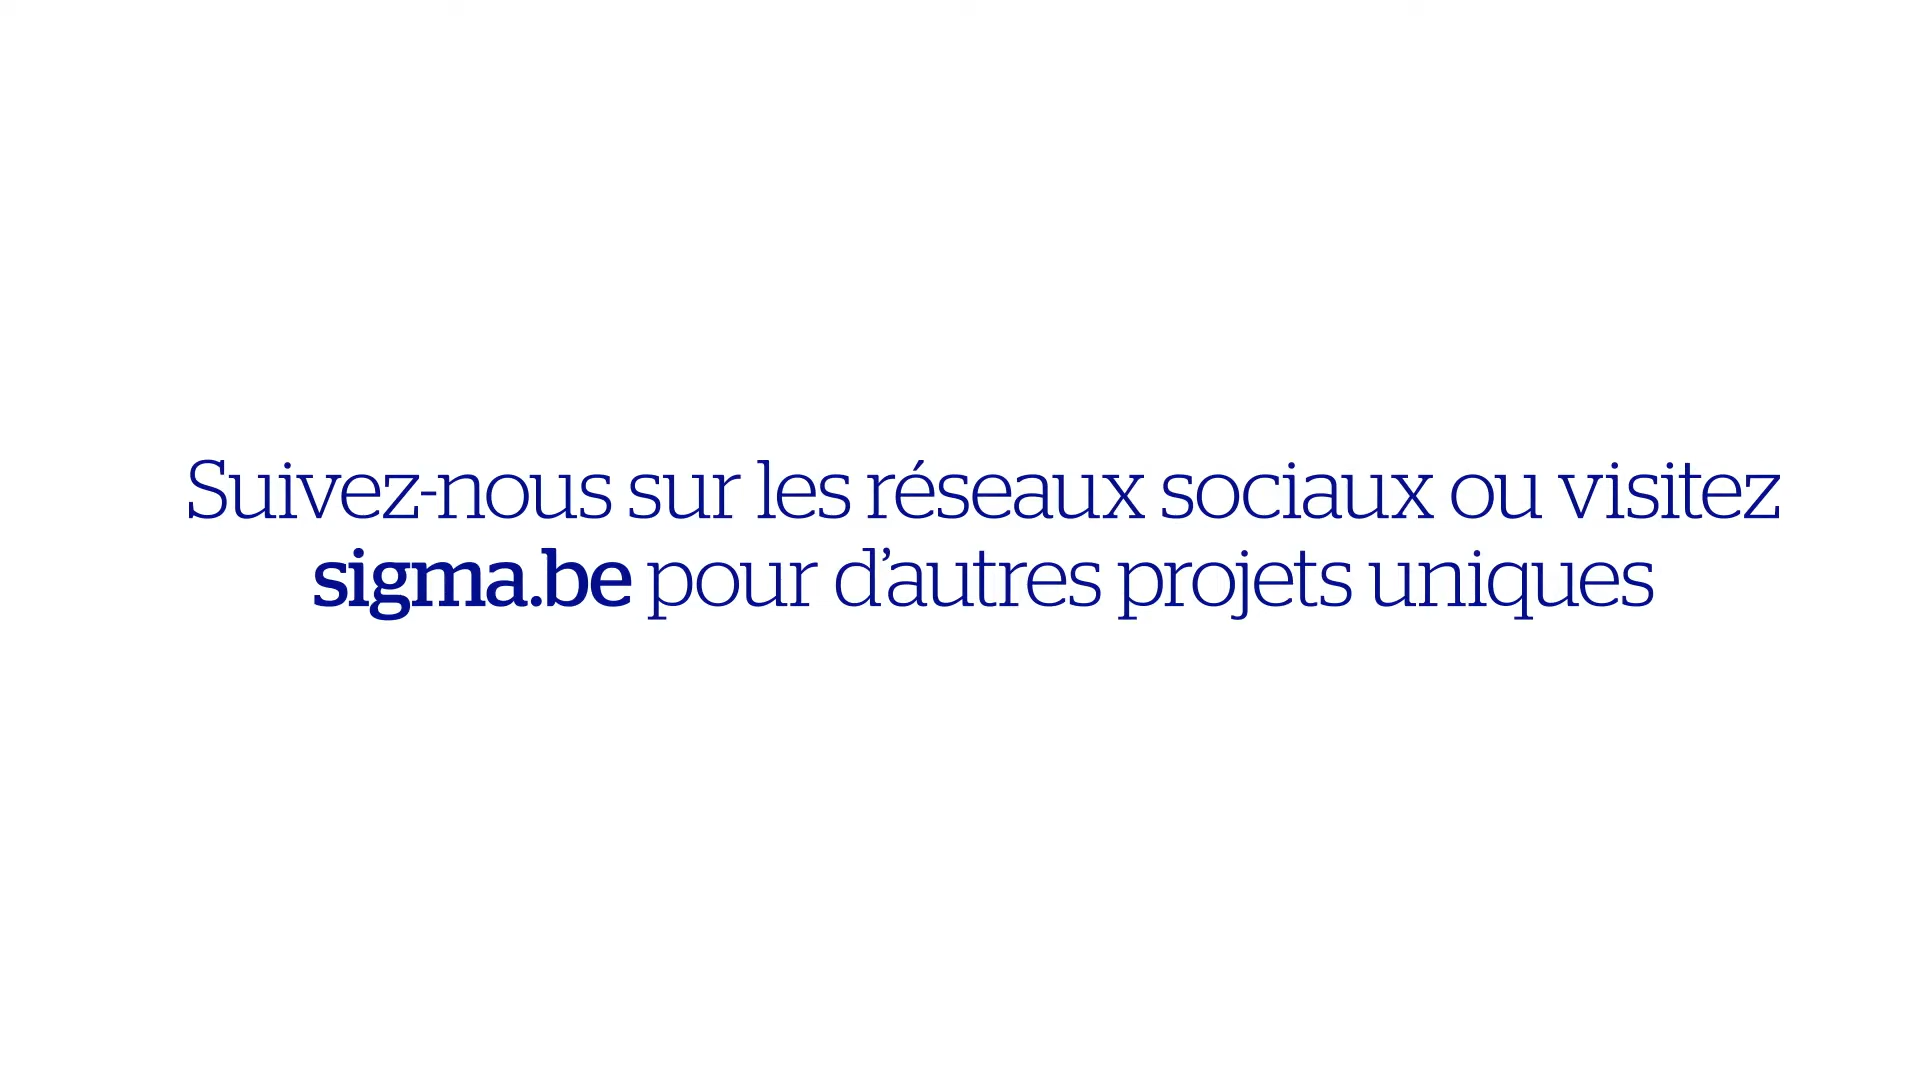 Suivez-nous sur les réseaux sociaux ou visitez
sigma.be pour d’autres projets uniques